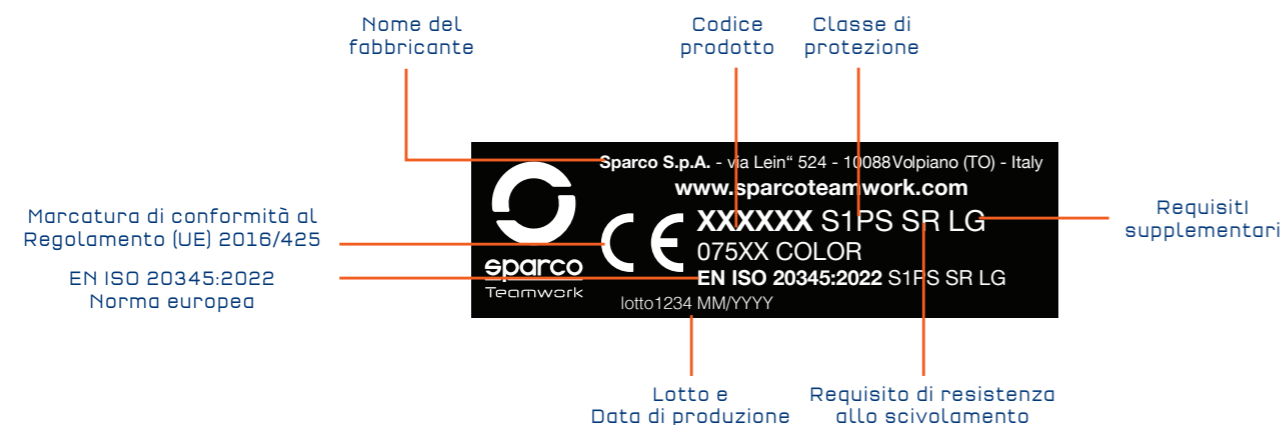 Nome del
fabbricante
Codice
prodotto
Classe di
protezione
Sparco S.p.A. - via Lein“ 524 - 10088Volpiano (TO) - Italy
www.sparcoteamwork.com
XXXXXX S1PS SR LG
075XX COLOR
EN ISO 20345:2022 S1PS SR LG
lotto1234 MM/YYYY
CE
sparco
Teamwork
Marcatura di conformità al
Regolamento (UE) 2016/425
EN ISO 20345:2022
Norma europea
RequisitI
supplementari
Lotto e
Data di produzione
Requisito di resistenza
allo scivolamento